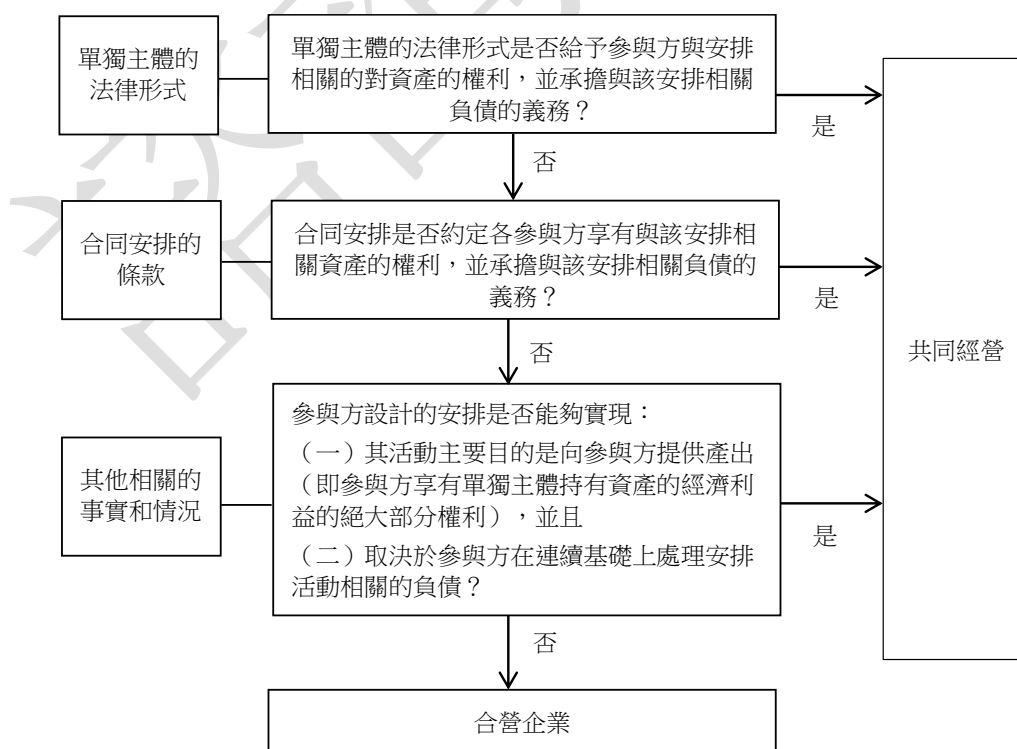 單獨主體的
法律形式
單獨主體的法律形式是否給予參與方與安排
相關的對資產的權利，並承擔與該安排相關
負債的義務？
是
否
合同安排的
條款
合同安排是否約定各參與方享有與該安排相
關資產的權利，並承擔與該安排相關負債的
義務？
是
共同經營
否
其他相關的
事實和情況
參與方設計的安排是否能夠實現：
（一）其活動主要目的是向參與方提供產出
（即參與方享有單獨主體持有資產的經濟利
益的絕大部分權利），並且
（二）取決於參與方在連續基礎上處理安排
活動相關的負債？
是
否
合營企業